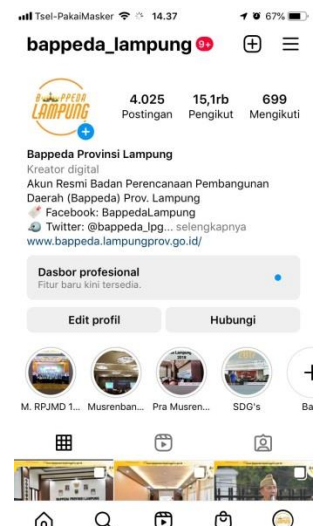 Tsel-PakaiMasker 14.37 67%
bappeda_lampung 9+
BAPPEDA
LAMPUNG
4.025 15,1rb 699
Postingan Pengikut Mengikuti
Bappeda Provinsi Lampung
Kreator digital
Akun Resmi Badan Perencanaan Pembangunan
Daerah (Bappeda) Prov. Lampung
Facebook: BappedaLampung
Twitter: @bappeda_lpg... selengkapnya
www.bappeda.lampungprov.go.id/
Dasbor profesional
Fitur baru kini tersedia.
Edit profil Hubungi
M. RPJMD 1... Musrenban... Pra Musren... SDG's Ba